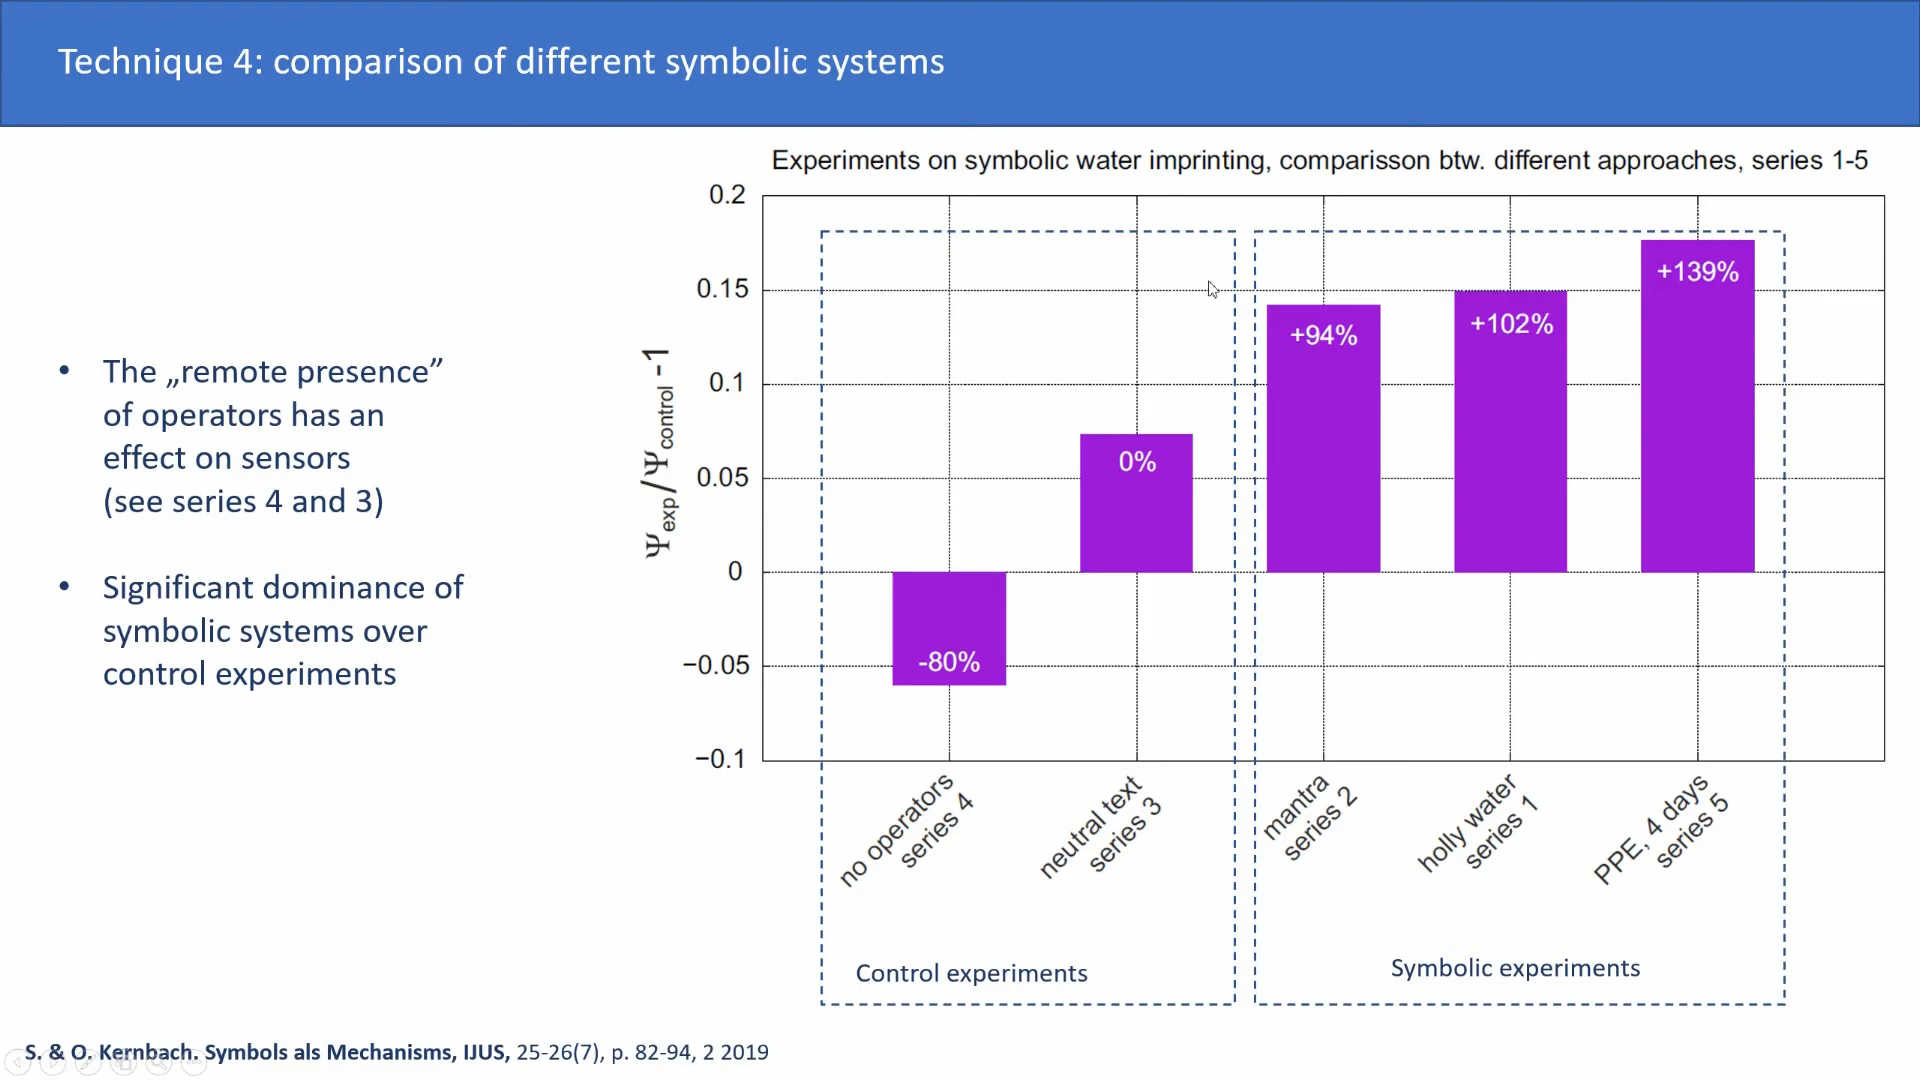 Technique 4: comparison of different symbolic systems
• The „remote presence”
of operators has an
effect on sensors
(see series 4 and 3)
• Significant dominance of
symbolic systems over
control experiments
Experiments on symbolic water imprinting, comparisson btw. different approaches, series 1-5
Ψexp/Ψcontrol -1
0.2
0.15
0.1
0.05
0
−0.05
−0.1
-80%
0%
+94%
+102%
+139%
no operators
series 4
neutral text
series 3
mantra
series 2
holly water
series 1
PPE, 4 days
series 5
Control experiments
Symbolic experiments
S. & O. Kernbach. Symbols als Mechanisms, IJUS, 25-26(7), p. 82-94, 2 2019